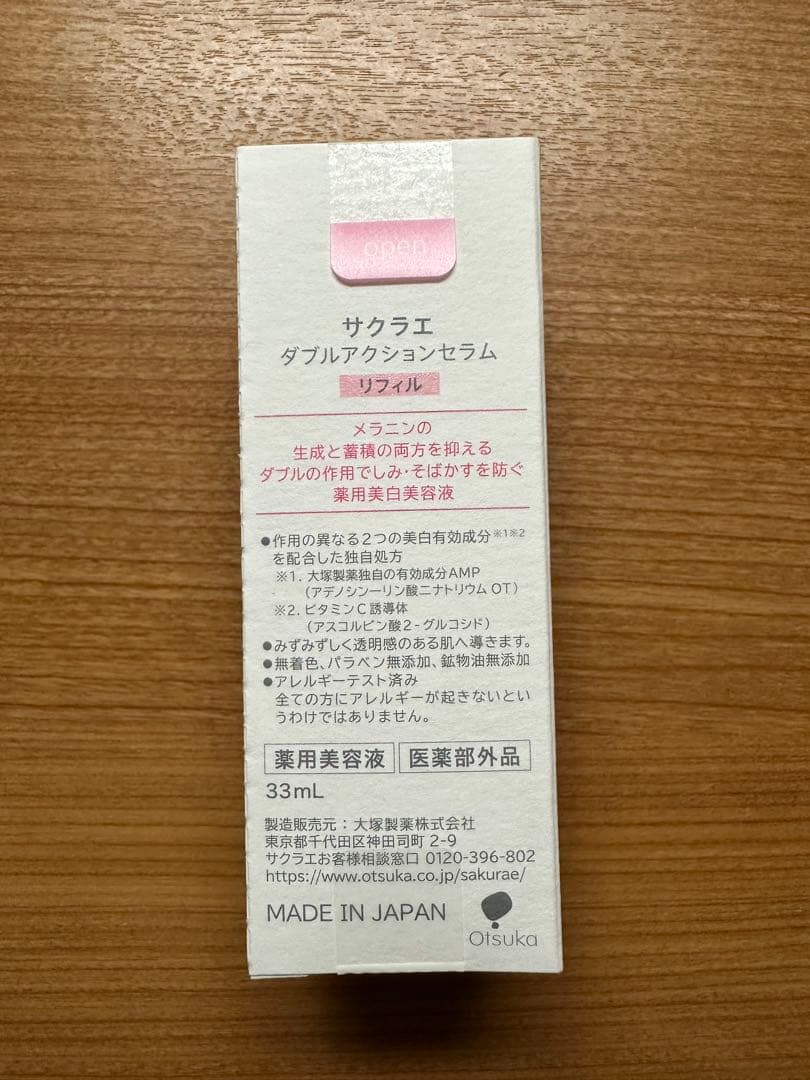 open
サクラエ
ダブルアクションセラム
リフィル
メラニンの
生成と蓄積の両方を抑える
ダブルの作用でしみ・そばかすを防ぐ
薬用美白美容液
●作用の異なる2つの美白有効成分※1※2
を配合した独自処方
※1. 大塚製薬独自の有効成分AMP
(アデノシン一リン酸二ナトリウム OT)
※2. ビタミンC誘導体
(アスコルビン酸2-グルコシド)
●みずみずしく透明感のある肌へ導きます。
●無着色、パラベン無添加、鉱物油無添加
●アレルギーテスト済み
全ての方にアレルギーが起きないとい
うわけではありません。
薬用美容液 医薬部外品
33mL
製造販売元：大塚製薬株式会社
東京都千代田区神田司町 2-9
サクラエお客様相談窓口 0120-396-802
https://www.otsuka.co.jp/sakurae/
MADE IN JAPAN
Otsuka